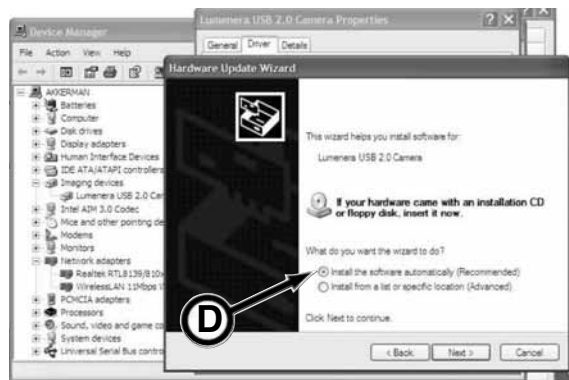 Device Manager
File Action View Help
AKKERMAN
Batteries
Computer
Disk drives
Display adapters
Human Interface Devices
IDE ATA/ATAPI controllers
Imaging devices
Lumenera USB 2.0 Cam
Intel AIM 3.0 Codec
Mice and other pointing de
Modems
Monitors
Network adapters
Realtek RTL8139/810x
WirelessLAN 11Mbps
PCMCIA adapters
Processors
Sound, video and game co
System devices
Universal Serial Bus contro
Lumenera USB 2.0 Camera Properties
General Driver Details
Hardware Update Wizard
This wizard helps you install software for:
Lumenera USB 2.0 Camera
If your hardware came with an installation CD
or floppy disk, insert it now.
What do you want the wizard to do?
Install the software automatically (Recommended)
Install from a list or specific location (Advanced)
D
Click Next to continue.
< Back Next > Cancel